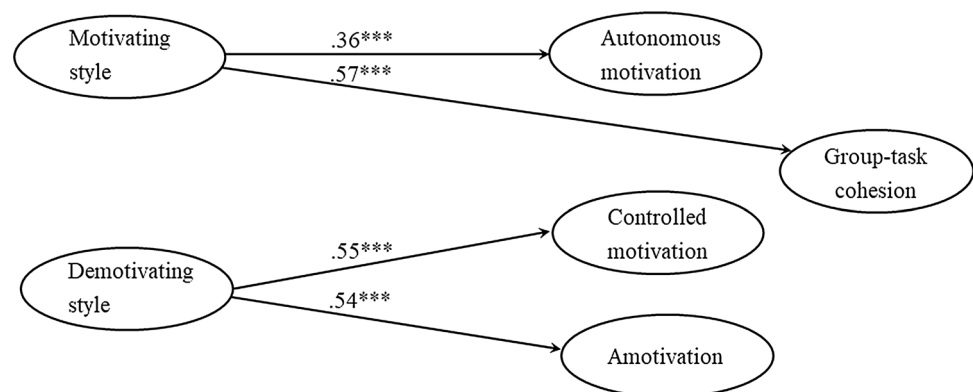 Motivating
style
.36***
Autonomous
motivation
.57***
Group-task
cohesion
Controlled
motivation
.55***
Demotivating
style
.54***
Amotivation